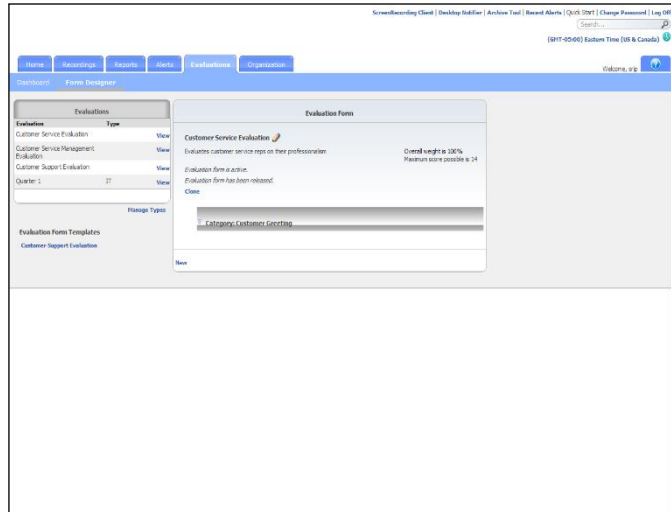 ScreenRecording Client | Desktop Notifier | Archive Tool | Recent Alerts | Quick Start | Change Password | Log Off
Search...
(GMT-05:00) Eastern Time (US & Canada)
Home Recordings Reports Alerts Evaluations Organization
Welcome, srip
Dashboard Form Designer
Evaluations
Evaluation Type
Customer Service Evaluation View
Customer Service Management Evaluation View
Customer Support Evaluation View
Quarter 1 IT View
Manage Types
Evaluation Form Templates
Customer Support Evaluation
Evaluation Form
Customer Service Evaluation
Evaluates customer service reps on their professionalism
Overall weight is 100%
Maximum score possible is 14
Evaluation form is active.
Evaluation form has been released.
Clone
Category: Customer Greeting
New